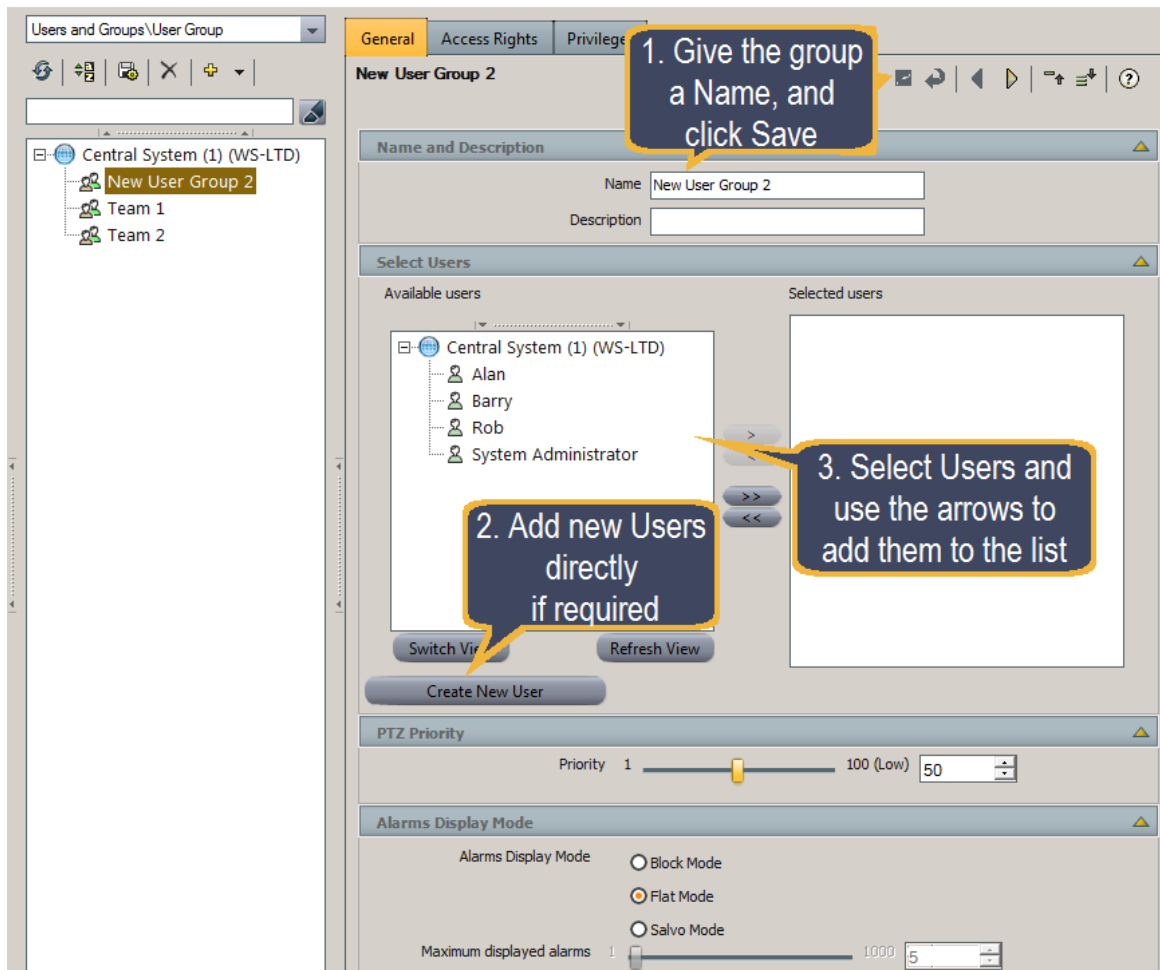 Users and Groups\User Group
General
Access Rights
Privilege
New User Group 2
1. Give the group
a Name, and
click Save
Central System (1) (WS-LTD)
New User Group 2
Team 1
Team 2
Name and Description
Name
New User Group 2
Description
Select Users
Available users
Selected users
Central System (1) (WS-LTD)
Alan
Barry
Rob
System Administrator
>
<
>>
<<
3. Select Users and
use the arrows to
add them to the list
2. Add new Users
directly
if required
Switch Vie
Refresh View
Create New User
PTZ Priority
Priority 1 100 (Low) 50
Alarms Display Mode
Alarms Display Mode
Block Mode
Flat Mode
Salvo Mode
Maximum displayed alarms 1 1000 5